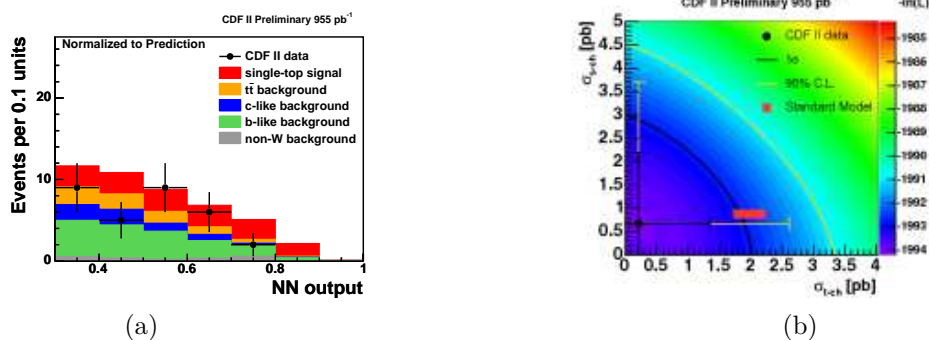 CDF II Preliminary 955 pb⁻¹
Normalized to Prediction
CDF II data
single-top signal
tt̄ background
c-like background
b-like background
non-W background
Events per 0.1 units
20
10
0
0.4 0.6 0.8 1
NN output
(a)
CDF II Preliminary 955 pb
-ln(L)
CDF II data
1σ
90% C.L.
Standard Model
σs-ch [pb]
5
4.5
4
3.5
3
2.5
2
1.5
1
0.5
0
0 0.5 1 1.5 2 2.5 3 3.5 4
σt-ch [pb]
-1985
-1986
-1987
-1988
-1989
-1990
-1991
-1992
-1993
-1994
(b)